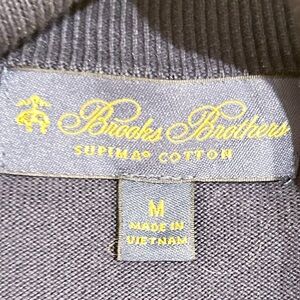 Brooks Brothers
SUPIMA® COTTON
M
MADE IN
VIETNAM